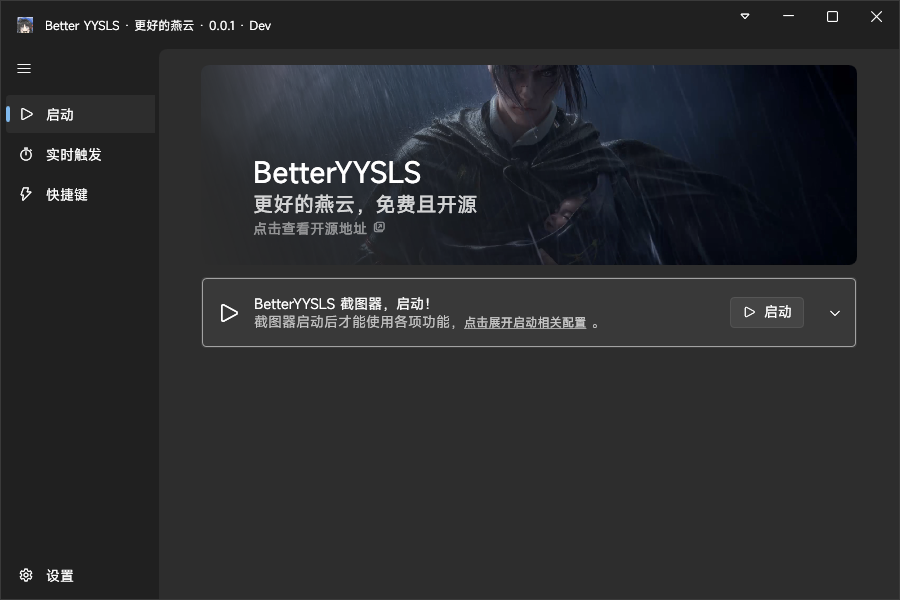 Better YYSLS · 更好的燕云 · 0.0.1 · Dev
启动
实时触发
快捷键
设置
BetterYYSLS
更好的燕云，免费且开源
点击查看开源地址
BetterYYSLS 截图器，启动！
截图器启动后才能使用各项功能，点击展开启动相关配置 。
启动